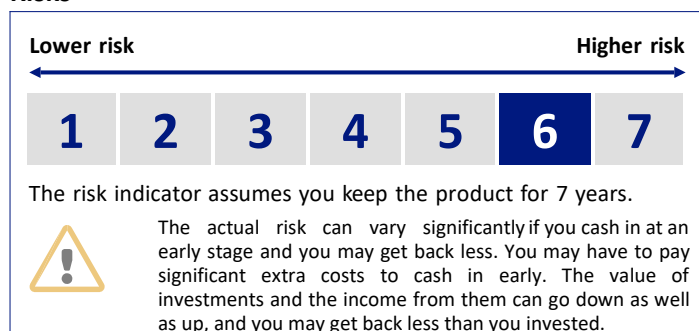 Lower risk Higher risk
1 2 3 4 5 6 7
The risk indicator assumes you keep the product for 7 years.
The actual risk can vary significantly if you cash in at an
early stage and you may get back less. You may have to pay
significant extra costs to cash in early. The value of
investments and the income from them can go down as well
as up, and you may get back less than you invested.